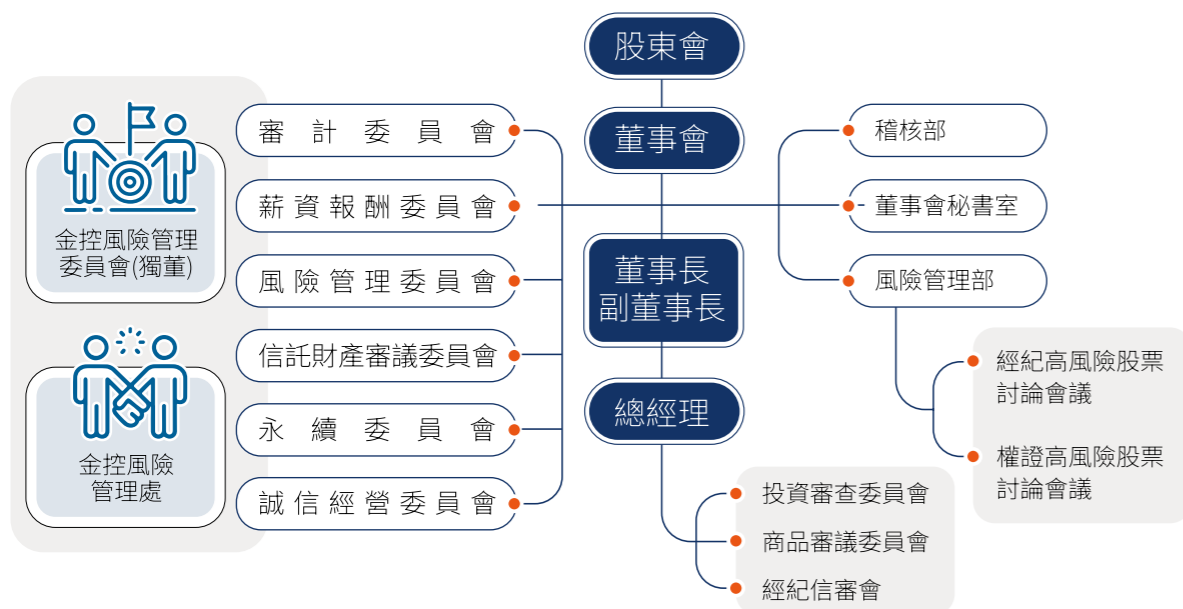 股東會
董事會
董事長
副董事長
總經理
金控風險管理
委員會(獨董)
金控風險
管理處
審計委員會
薪資報酬委員會
風險管理委員會
信託財產審議委員會
永續委員會
誠信經營委員會
稽核部
董事會秘書室
風險管理部
經紀高風險股票
討論會議
權證高風險股票
討論會議
投資審查委員會
商品審議委員會
經紀信審會